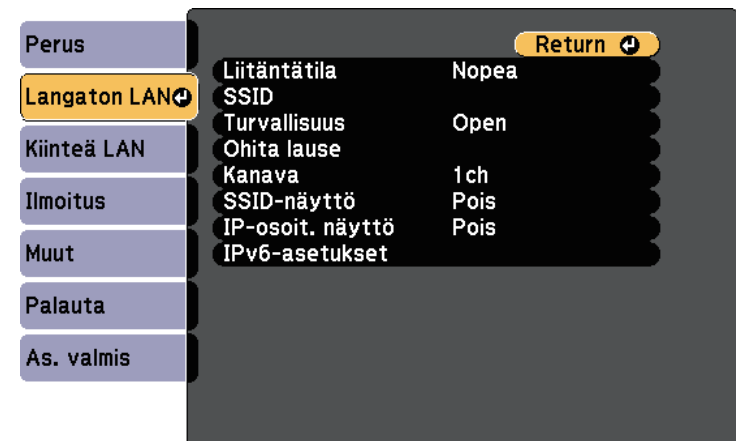 Perus
Langaton LAN
Kiinteä LAN
Ilmoitus
Muut
Palauta
As. valmis
Return
Liitäntätila Nopea
SSID
Turvallisuus Open
Ohita lause
Kanava 1ch
SSID-näyttö Pois
IP-osoit. näyttö Pois
IPv6-asetukset